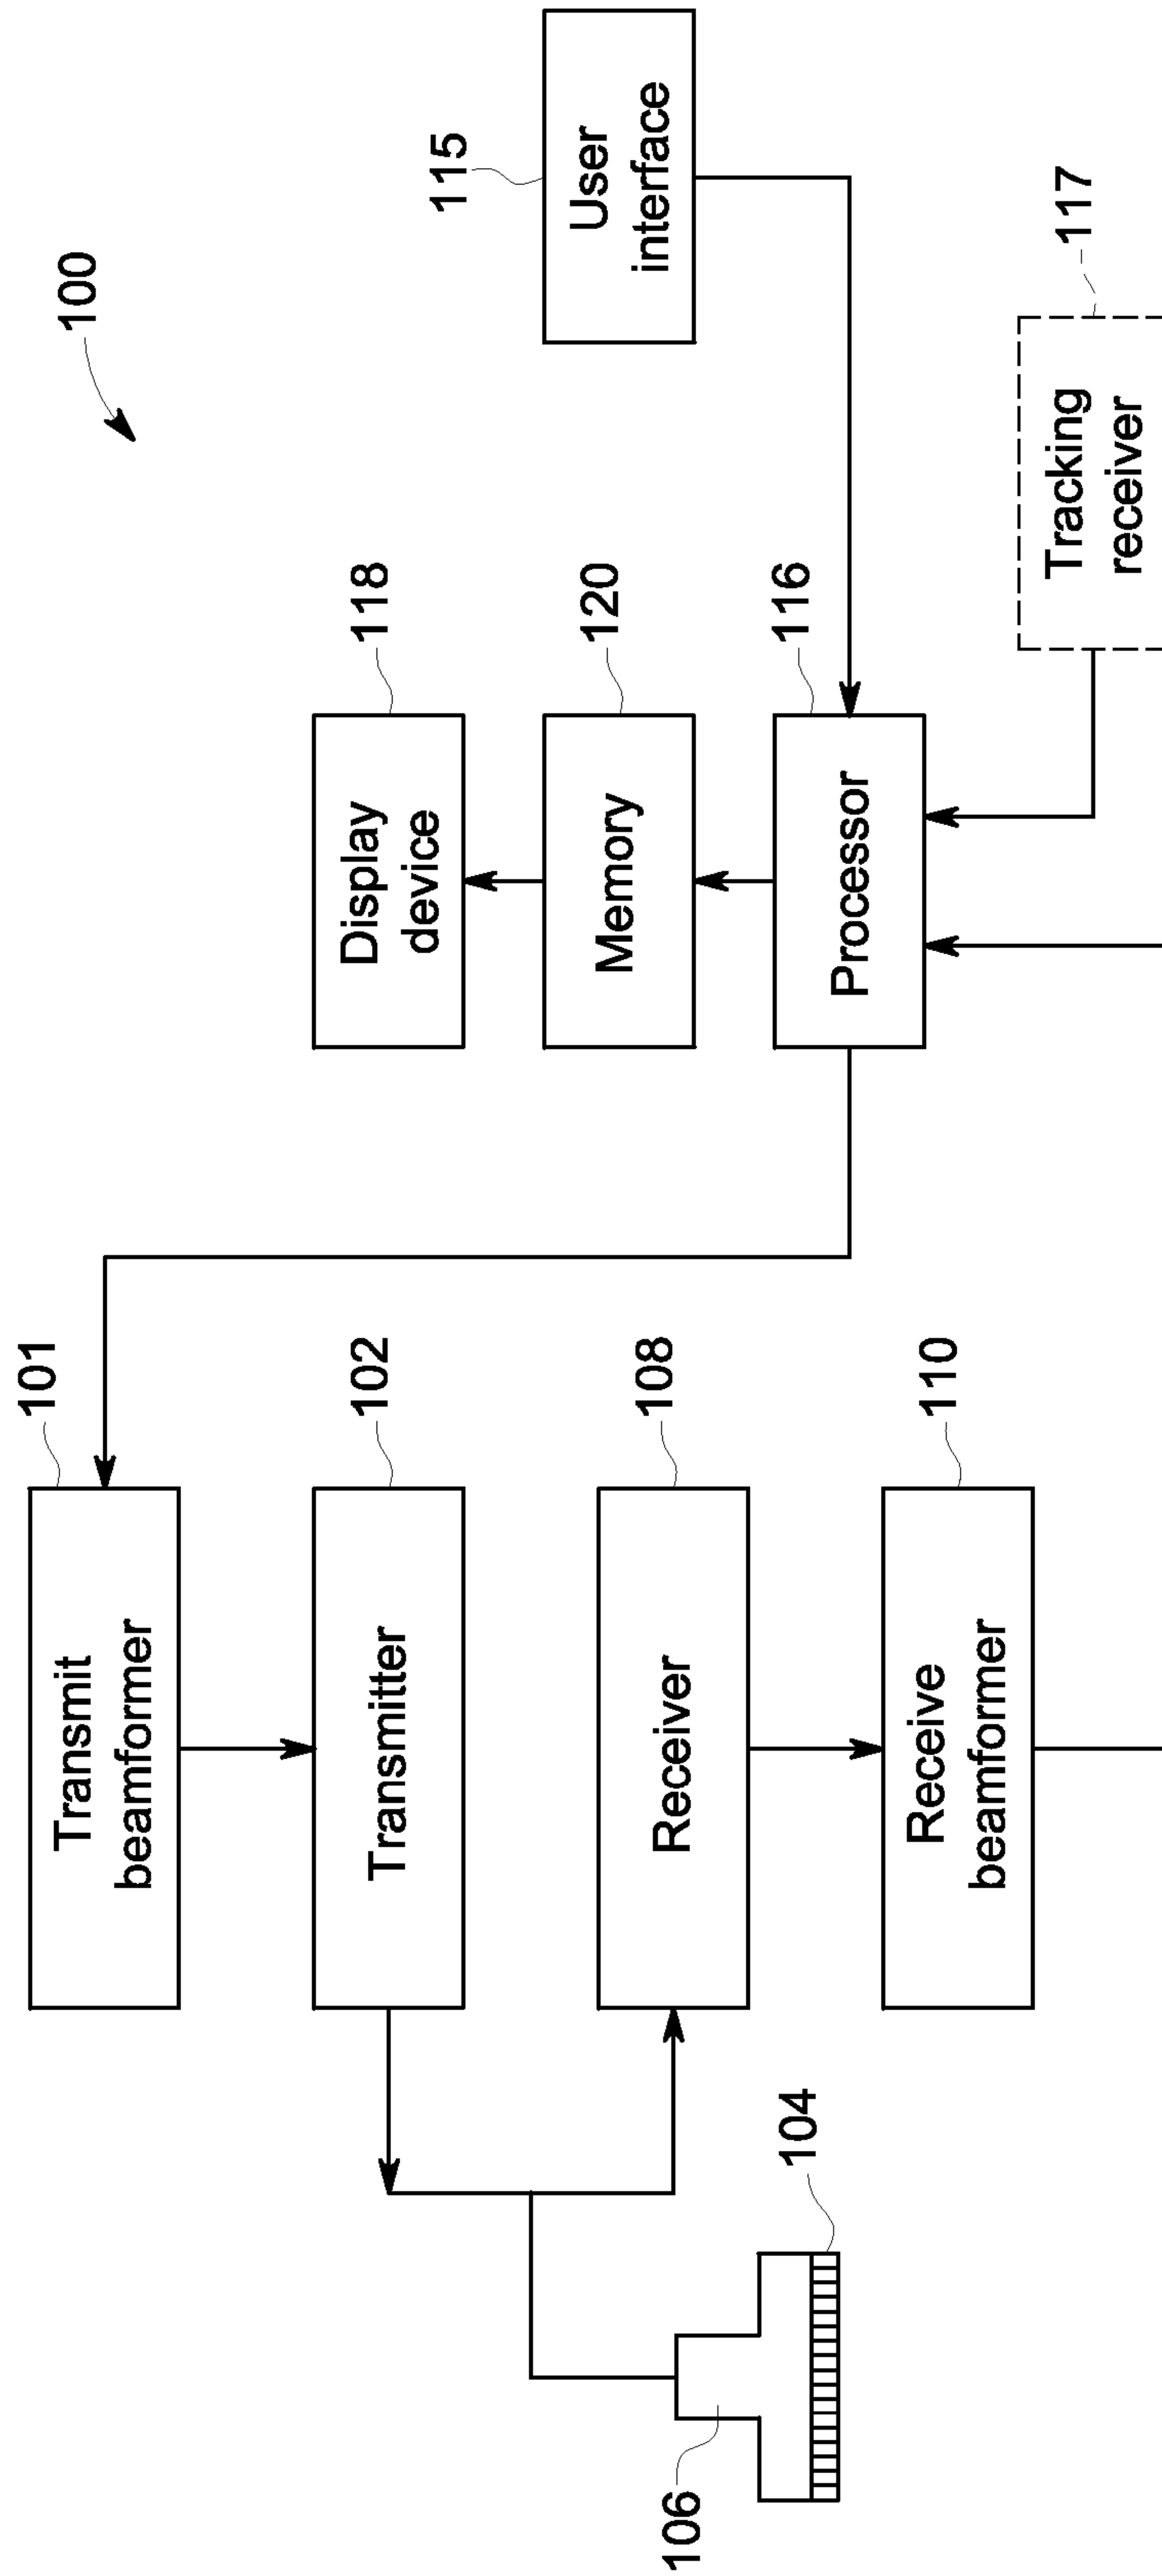 100
101
Transmit
beamformer
102
Transmitter
108
Receiver
110
Receive
beamformer
106
104
118
Display
device
120
Memory
116
Processor
115
User
interface
117
Tracking
receiver